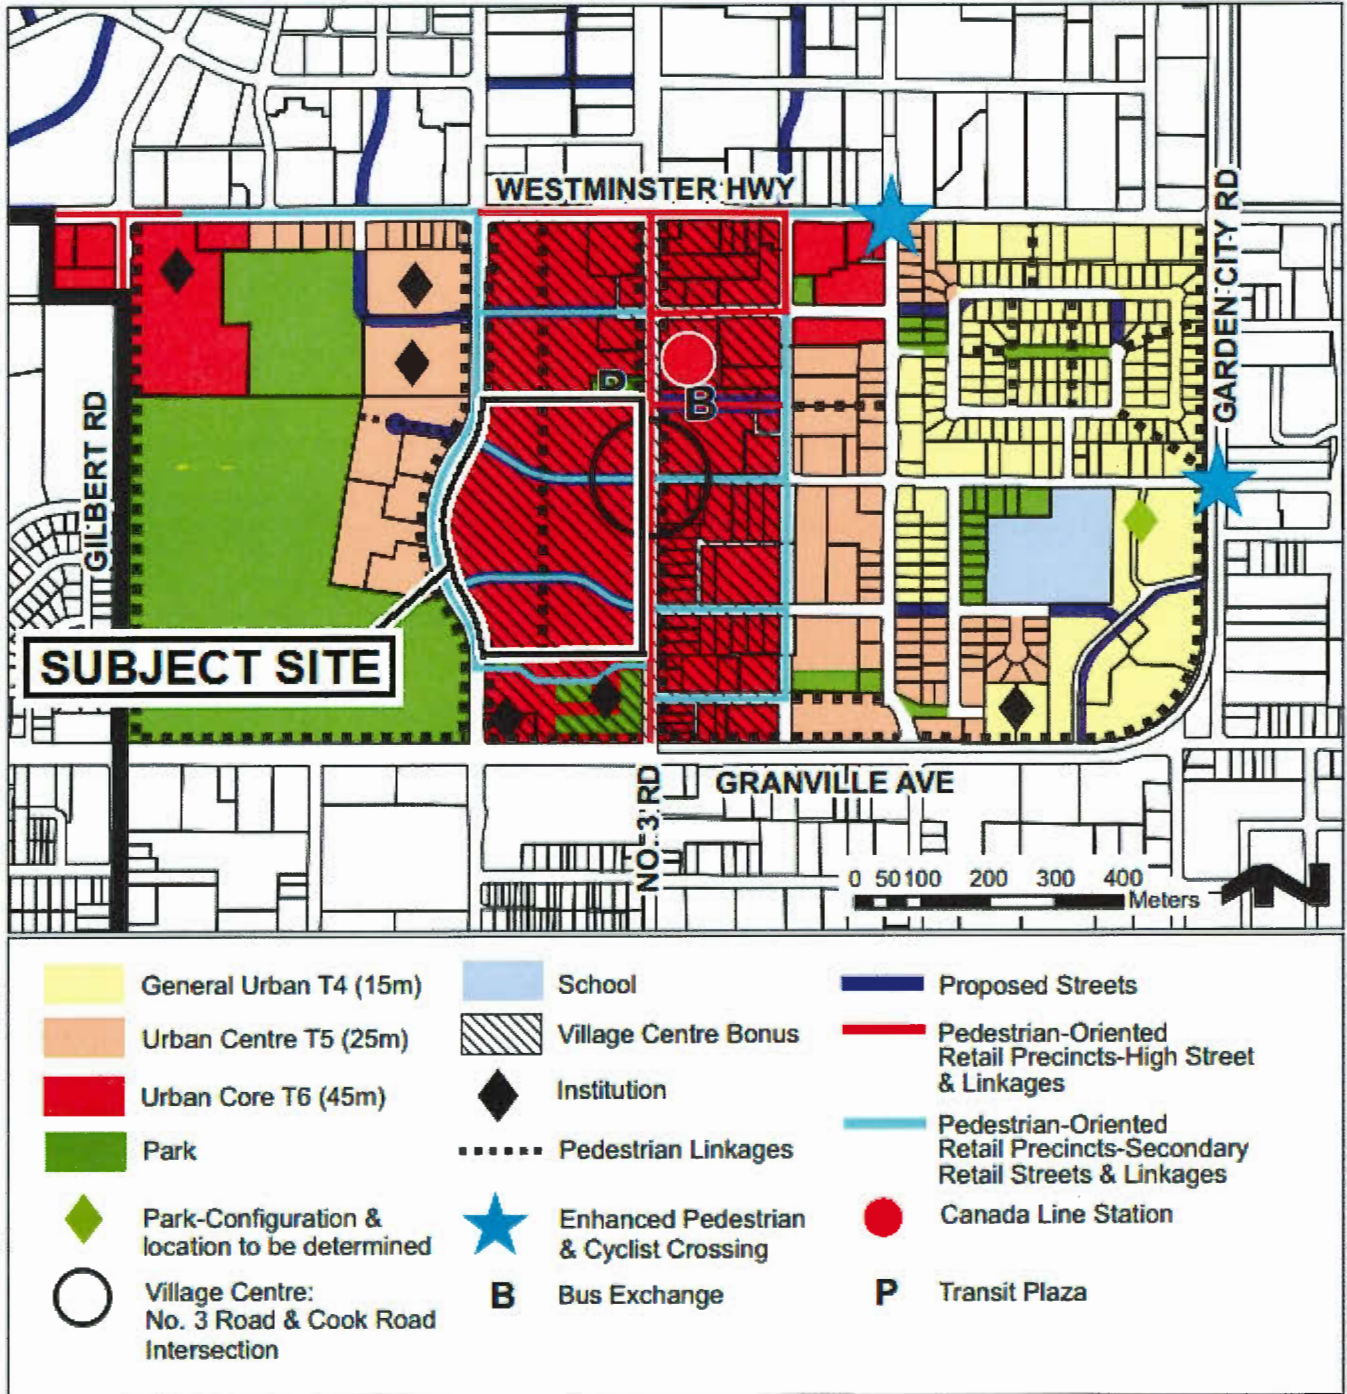 WESTMINSTER HWY
GARDEN CITY RD
P
B
GILBERT RD
SUBJECT SITE
NO. 3 RD
GRANVILLE AVE
0 50 100 200 300 400
Meters
N
General Urban T4 (15m)
Urban Centre T5 (25m)
Urban Core T6 (45m)
Park
Park-Configuration &
location to be determined
Village Centre:
No. 3 Road & Cook Road
Intersection
School
Village Centre Bonus
Institution
Pedestrian Linkages
Enhanced Pedestrian
& Cyclist Crossing
B Bus Exchange
Proposed Streets
Pedestrian-Oriented
Retail Precincts-High Street
& Linkages
Pedestrian-Oriented
Retail Precincts-Secondary
Retail Streets & Linkages
Canada Line Station
P Transit Plaza